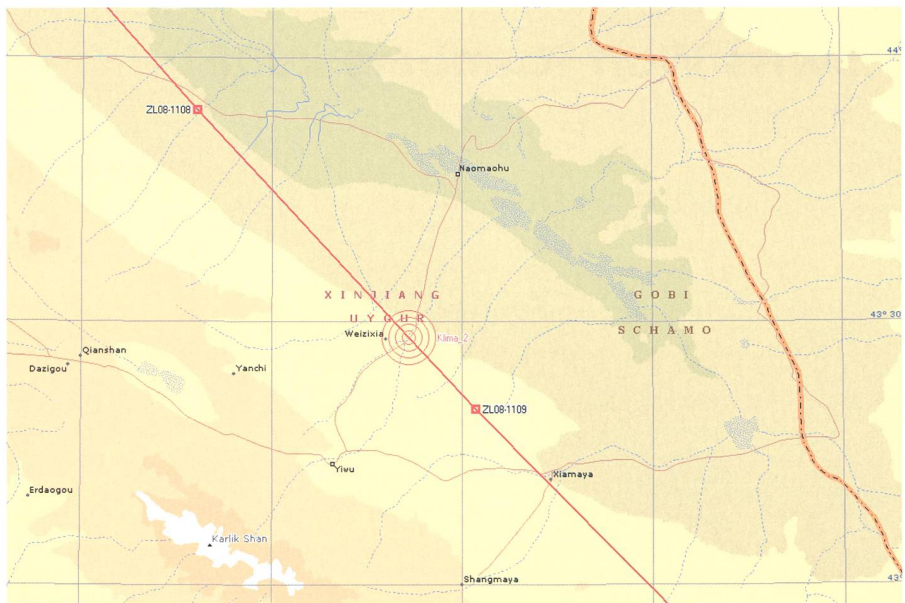 44°
ZL08-1108
Naomaohu
XINJIANG
GOBI
UYGUR
43° 30
Weizixia
Klima_2
SCHAMO
Qianshan
Dazigou
Yanchi
ZL08-1109
Yiwu
Xiamaya
Erdaogou
Karlik Shan
Shangmaya
43°